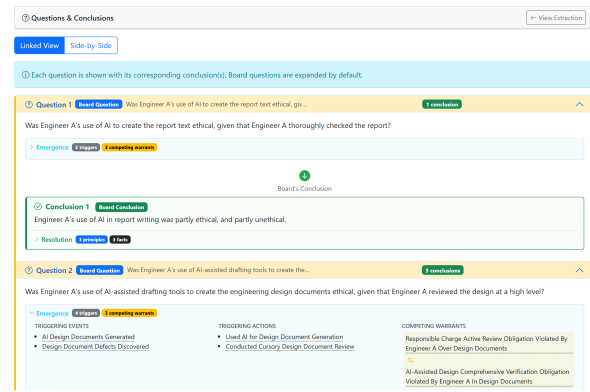 Questions & Conclusions
← View Extraction
Linked View
Side-by-Side
Each question is shown with its corresponding conclusion(s). Board questions are expanded by default.
Question 1 Board Question Was Engineer A's use of AI to create the report text ethical, giv... 1 conclusion
Was Engineer A's use of AI to create the report text ethical, given that Engineer A thoroughly checked the report?
Emergence 5 triggers 3 competing warrants
Board's Conclusion
Conclusion 1 Board Conclusion
Engineer A's use of AI in report writing was partly ethical, and partly unethical.
Resolution 3 principles 3 facts
Question 2 Board Question Was Engineer A's use of AI-assisted drafting tools to create the... 3 conclusions
Was Engineer A's use of AI-assisted drafting tools to create the engineering design documents ethical, given that Engineer A reviewed the design at a high level?
Emergence 4 triggers 3 competing warrants
TRIGGERING EVENTS
AI Design Documents Generated
Design Document Defects Discovered
TRIGGERING ACTIONS
Used AI for Design Document Generation
Conducted Cursory Design Document Review
COMPETING WARRANTS
Responsible Charge Active Review Obligation Violated By
Engineer A Over Design Documents
AI-Assisted Design Comprehensive Verification Obligation
Violated By Engineer A In Design Documents